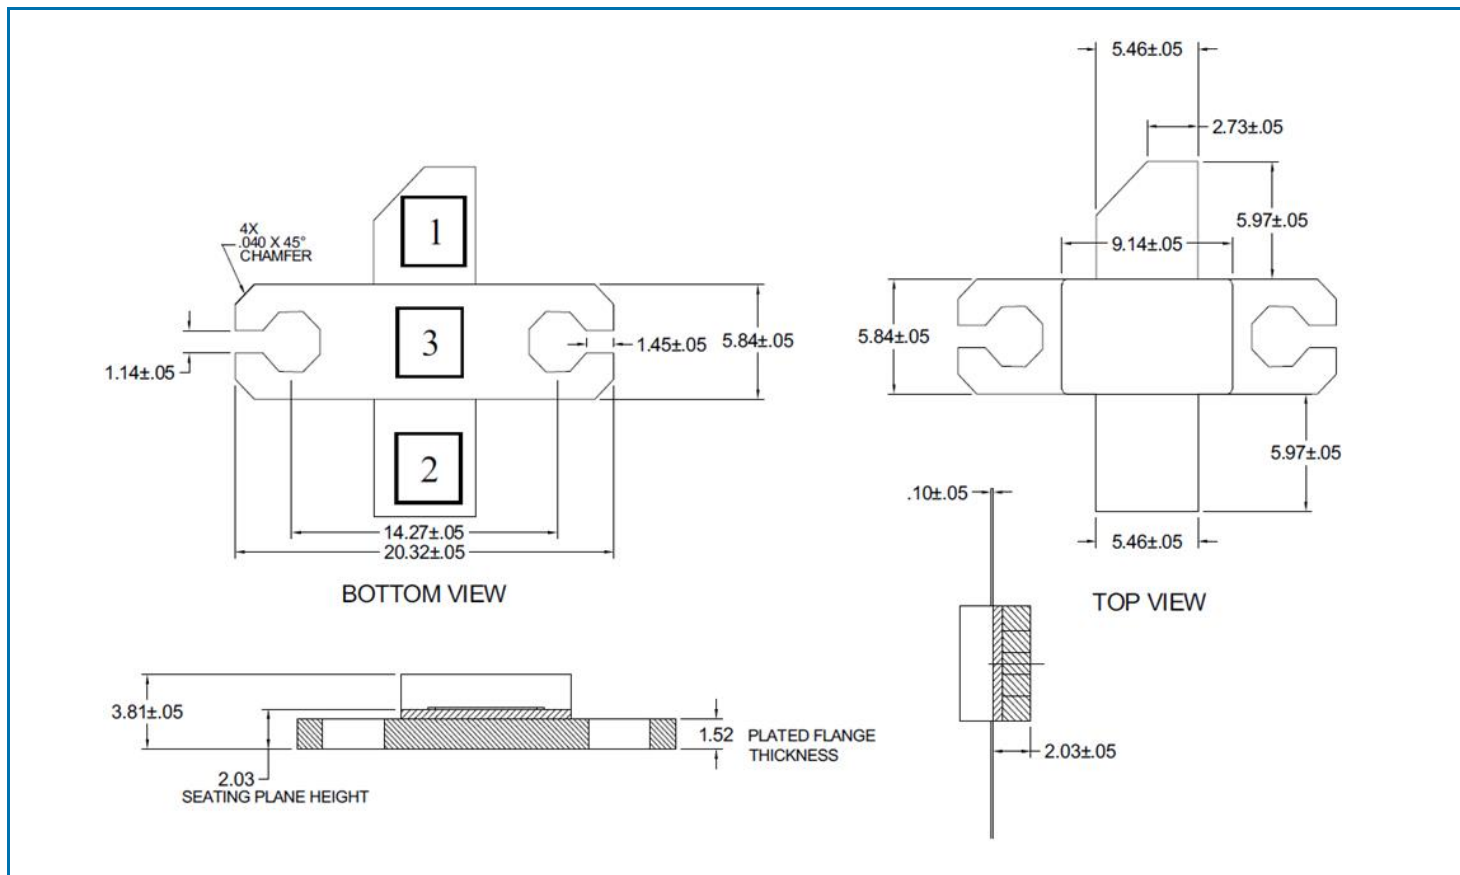 5.46±.05
2.73±.05
5.97±.05
9.14±.05
5.84±.05
5.97±.05
5.46±.05
TOP VIEW
4X
.040 X 45°
CHAMFER
1
3
2
1.14±.05
1.45±.05
5.84±.05
14.27±.05
20.32±.05
BOTTOM VIEW
3.81±.05
2.03
SEATING PLANE HEIGHT
1.52 PLATED FLANGE
THICKNESS
.10±.05
2.03±.05